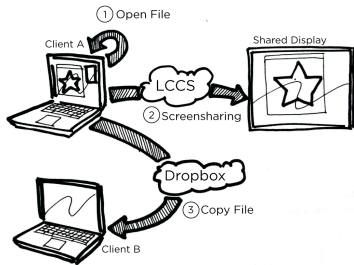 1 Open File
Client A
Shared Display
LCCS
2 Screensharing
Dropbox
3 Copy File
Client B